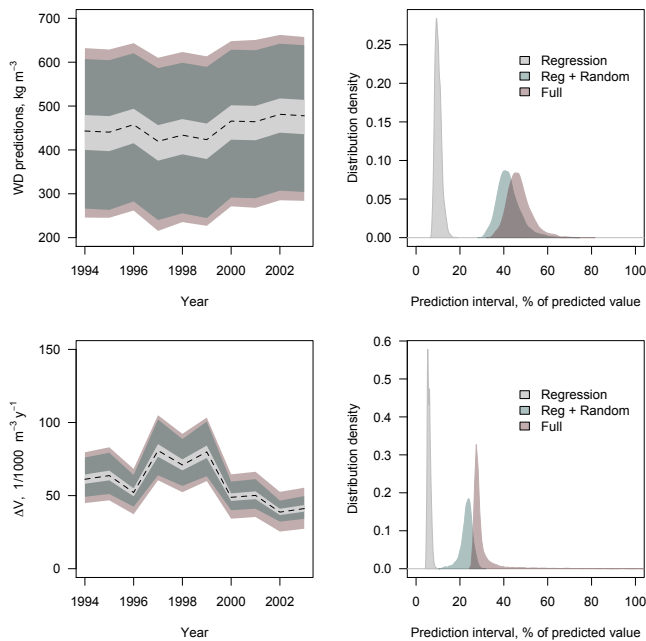 700
600
500
400
300
200
WD predictions, kg m⁻³
1994 1996 1998 2000 2002
Year
0.25
0.20
0.15
0.10
0.05
0.00
Distribution density
Regression
Reg + Random
Full
0 20 40 60 80 100
Prediction interval, % of predicted value
150
100
50
0
ΔV, 1/1000 m⁻³ y⁻¹
1994 1996 1998 2000 2002
Year
0.6
0.5
0.4
0.3
0.2
0.1
0.0
Distribution density
Regression
Reg + Random
Full
0 20 40 60 80 100
Prediction interval, % of predicted value